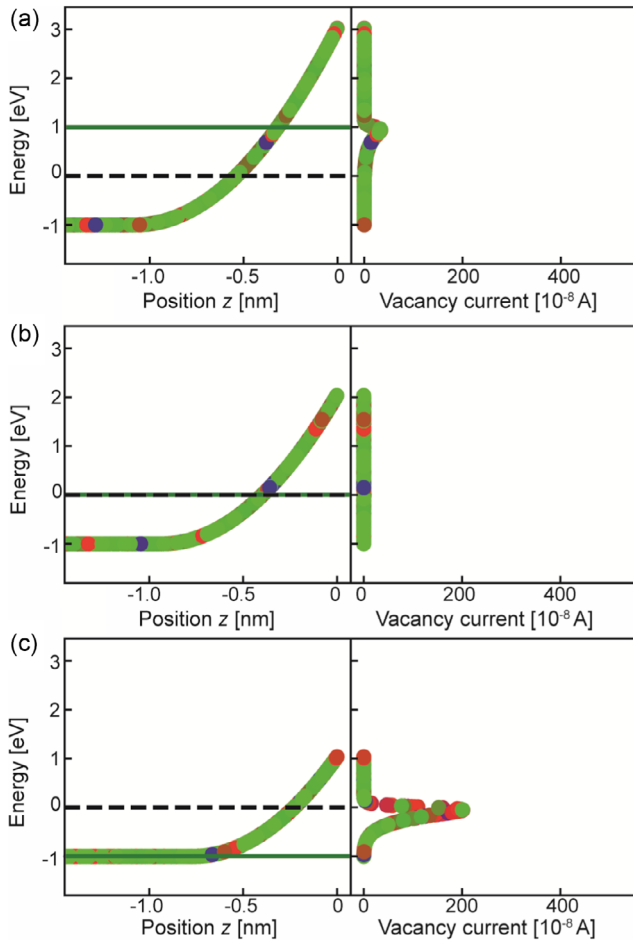 (a)
3
2
1
0
-1
Energy [eV]
-1.0
-0.5
0
0
200
400
Position z [nm]
Vacancy current [10⁻⁸ A]
(b)
3
2
1
0
-1
Energy [eV]
-1.0
-0.5
0
0
200
400
Position z [nm]
Vacancy current [10⁻⁸ A]
(c)
3
2
1
0
-1
Energy [eV]
-1.0
-0.5
0
0
200
400
Position z [nm]
Vacancy current [10⁻⁸ A]